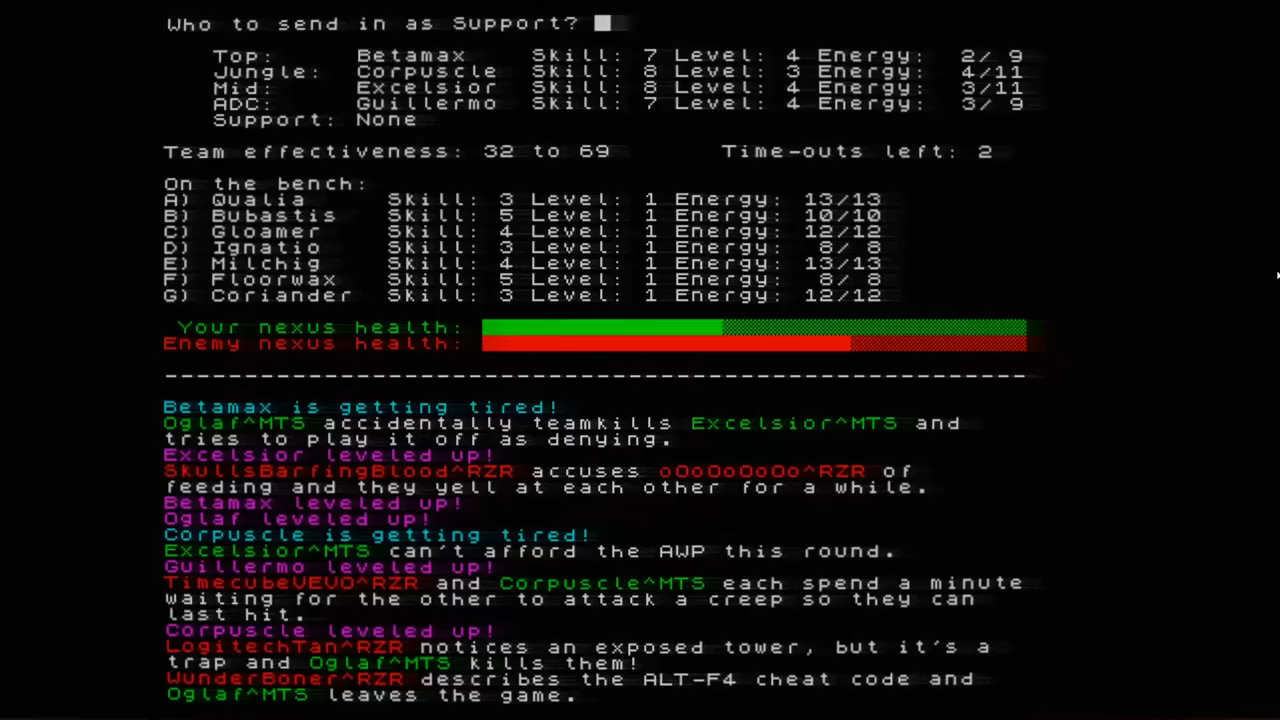 Who to send in as Support?
Top: Betamax Skill: 7 Level: 4 Energy: 2/ 9
Jungle: Corpuscle Skill: 8 Level: 3 Energy: 4/11
Mid: Excelsior Skill: 8 Level: 4 Energy: 3/11
ADC: Guillermo Skill: 7 Level: 4 Energy: 3/ 9
Support: None
Team effectiveness: 32 to 69 Time-outs left: 2
On the bench:
A) Qualia Skill: 3 Level: 1 Energy: 13/13
B) Bubastis Skill: 5 Level: 1 Energy: 10/10
C) Gloamer Skill: 4 Level: 1 Energy: 12/12
D) Ignatio Skill: 3 Level: 1 Energy: 8/ 8
E) Milchig Skill: 4 Level: 1 Energy: 13/13
F) Floorwax Skill: 5 Level: 1 Energy: 8/ 8
G) Coriander Skill: 3 Level: 1 Energy: 12/12
Your nexus health:
Enemy nexus health:
------------------------------------------------------
Betamax is getting tired!
Oglaf^MTS accidentally teamkills Excelsior^MTS and
tries to play it off as denying.
Excelsior leveled up!
SkullsBarfingBlood^RZR accuses oOoOoOoOo^RZR of
feeding and they yell at each other for a while.
Betamax leveled up!
Oglaf leveled up!
Corpuscle is getting tired!
Excelsior^MTS can't afford the AWP this round.
Guillermo leveled up!
TimecubeVEVO^RZR and Corpuscle^MTS each spend a minute
waiting for the other to attack a creep so they can
last hit.
Corpuscle leveled up!
LogitechTan^RZR notices an exposed tower, but it's a
trap and Oglaf^MTS kills them!
WunderBoner^RZR describes the ALT-F4 cheat code and
Oglaf^MTS leaves the game.